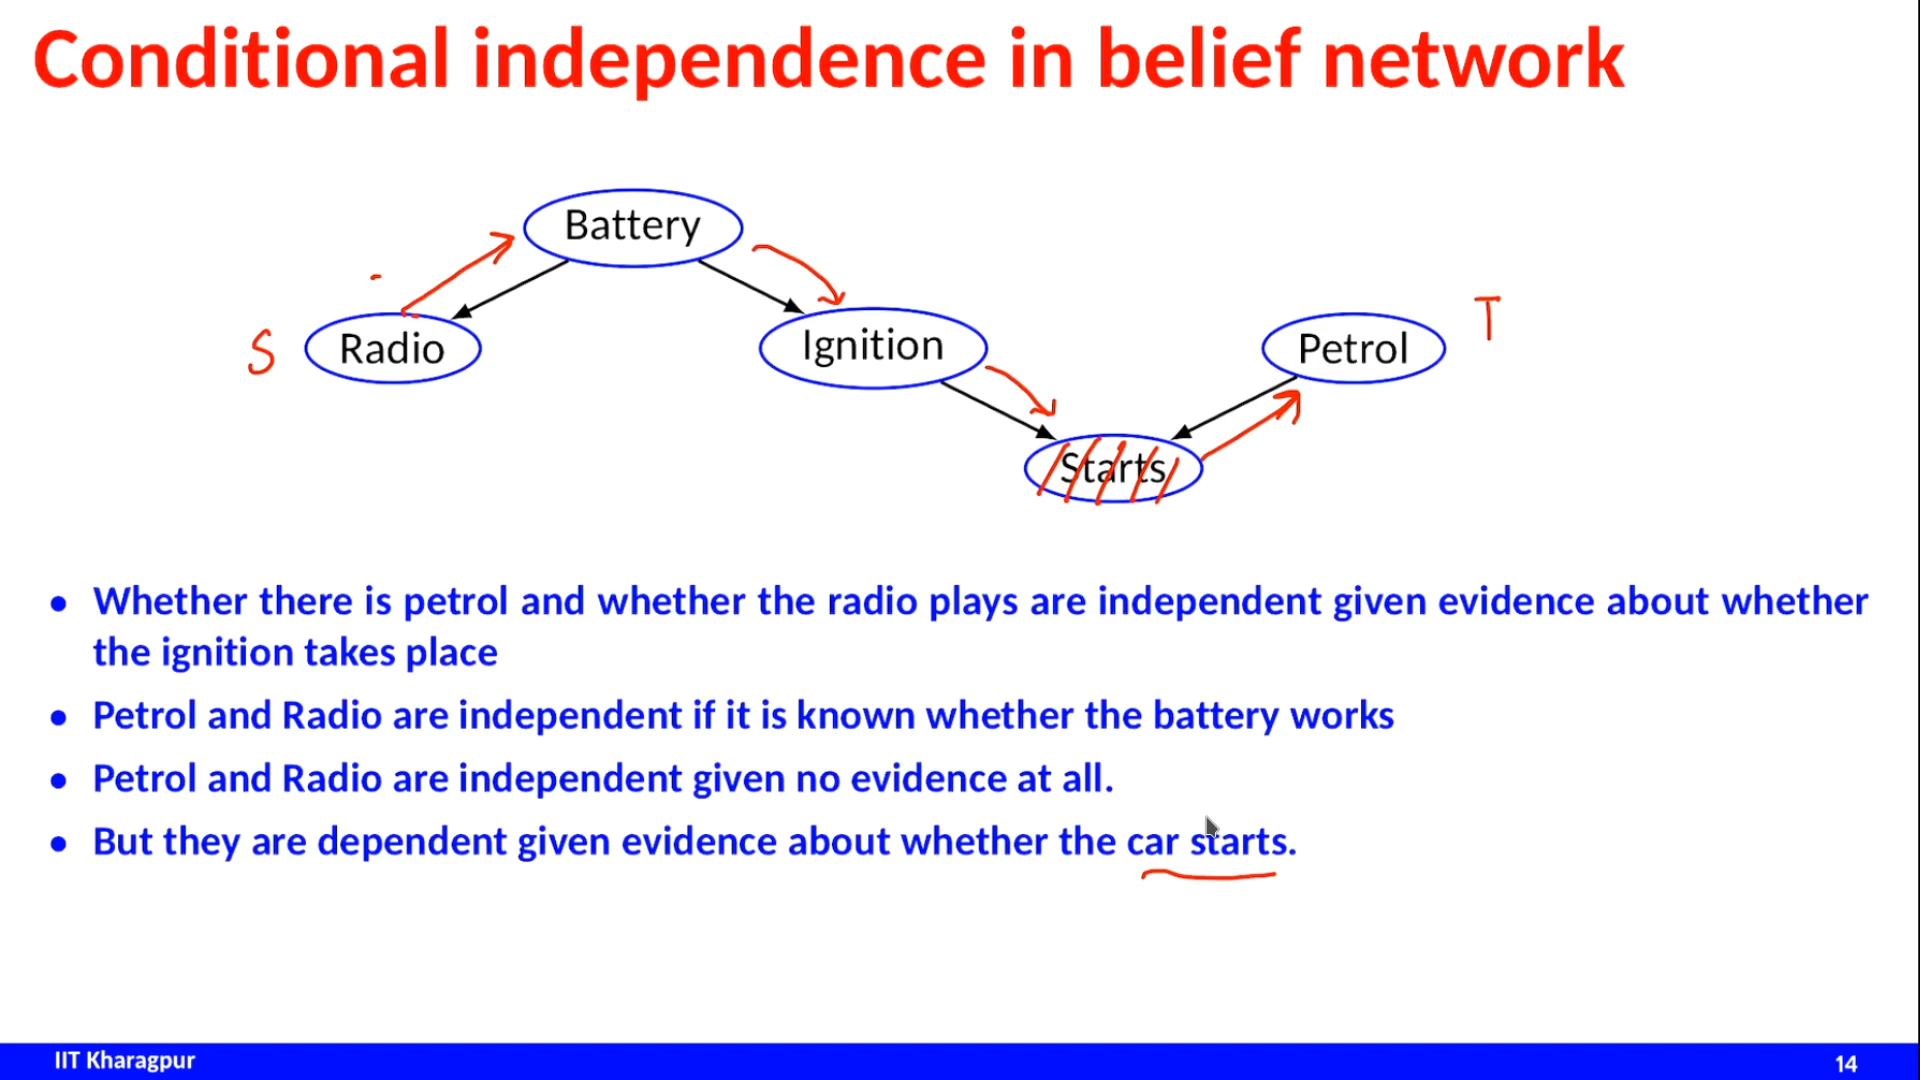 Conditional independence in belief network
Battery
S
Radio
Ignition
Petrol
T
Starts
• Whether there is petrol and whether the radio plays are independent given evidence about whether
the ignition takes place
• Petrol and Radio are independent if it is known whether the battery works
• Petrol and Radio are independent given no evidence at all.
• But they are dependent given evidence about whether the car starts.
IIT Kharagpur
14